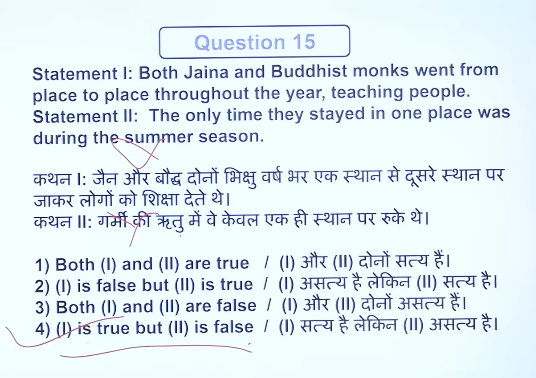 Question 15
Statement I: Both Jaina and Buddhist monks went from
place to place throughout the year, teaching people.
Statement II: The only time they stayed in one place was
during the summer season.
कथन I: जैन और बौद्ध दोनों भिक्षु वर्ष भर एक स्थान से दूसरे स्थान पर
जाकर लोगों को शिक्षा देते थे।
कथन II: गर्मी की ऋतु में वे केवल एक ही स्थान पर रुके थे।
1) Both (I) and (II) are true / (I) और (II) दोनों सत्य हैं।
2) (I) is false but (II) is true / (I) असत्य है लेकिन (II) सत्य है।
3) Both (I) and (II) are false / (I) और (II) दोनों असत्य हैं।
4) (I) is true but (II) is false / (I) सत्य है लेकिन (II) असत्य है।